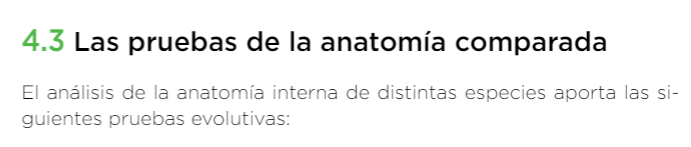 4.3 Las pruebas de la anatomía comparada
El análisis de la anatomía interna de distintas especies aporta las si-
guientes pruebas evolutivas: